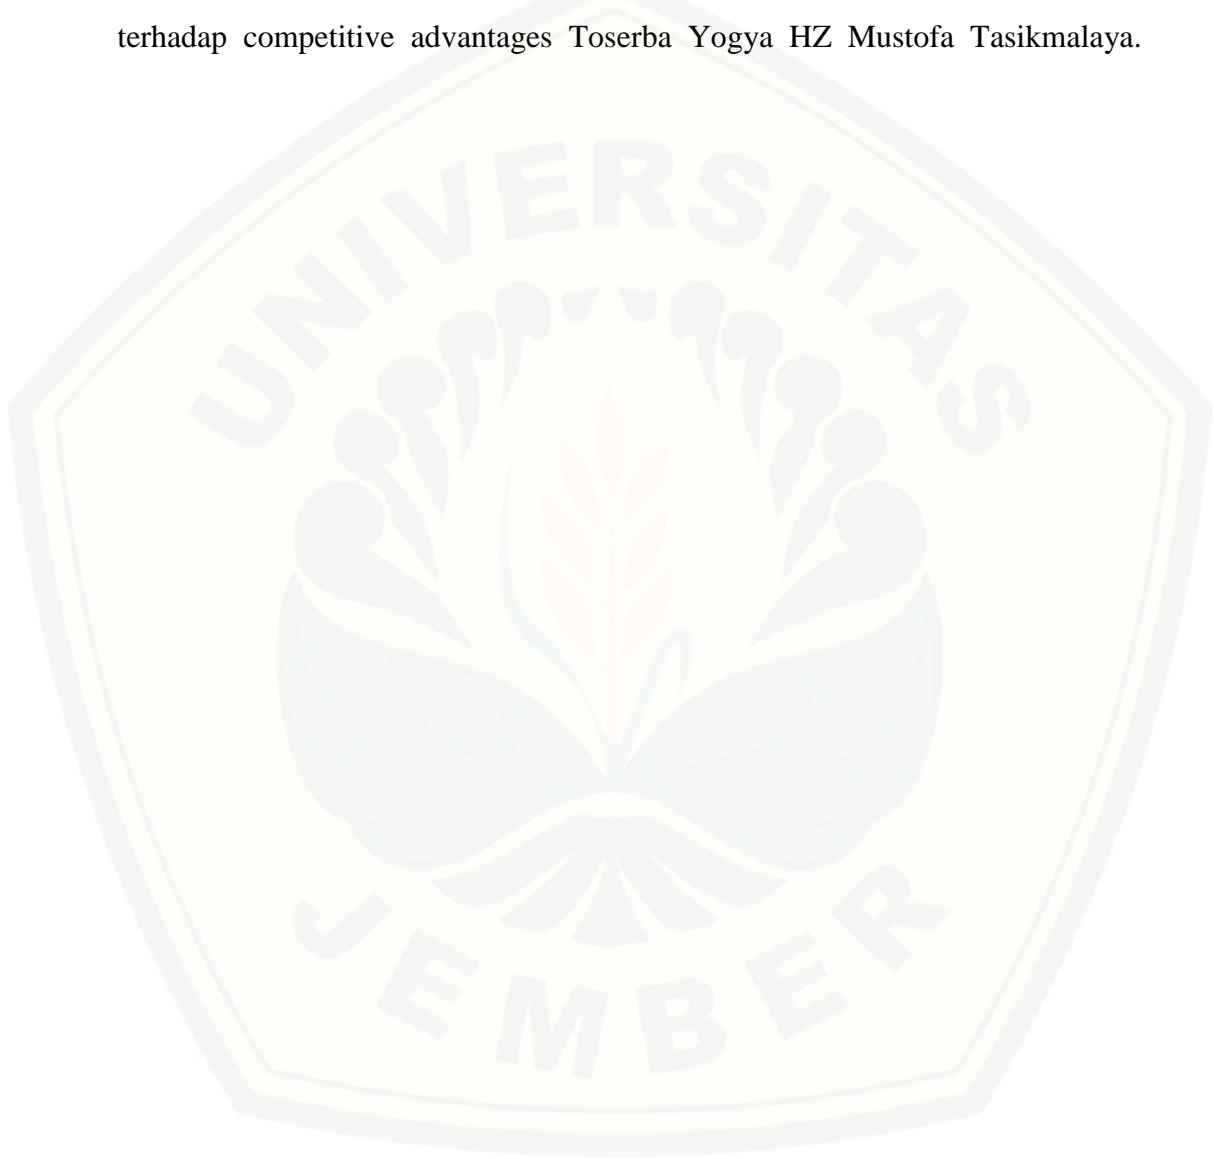 terhadap competitive advantages Toserba Yogya HZ Mustofa Tasikmalaya.
UNIVERSITAS
JEMBER